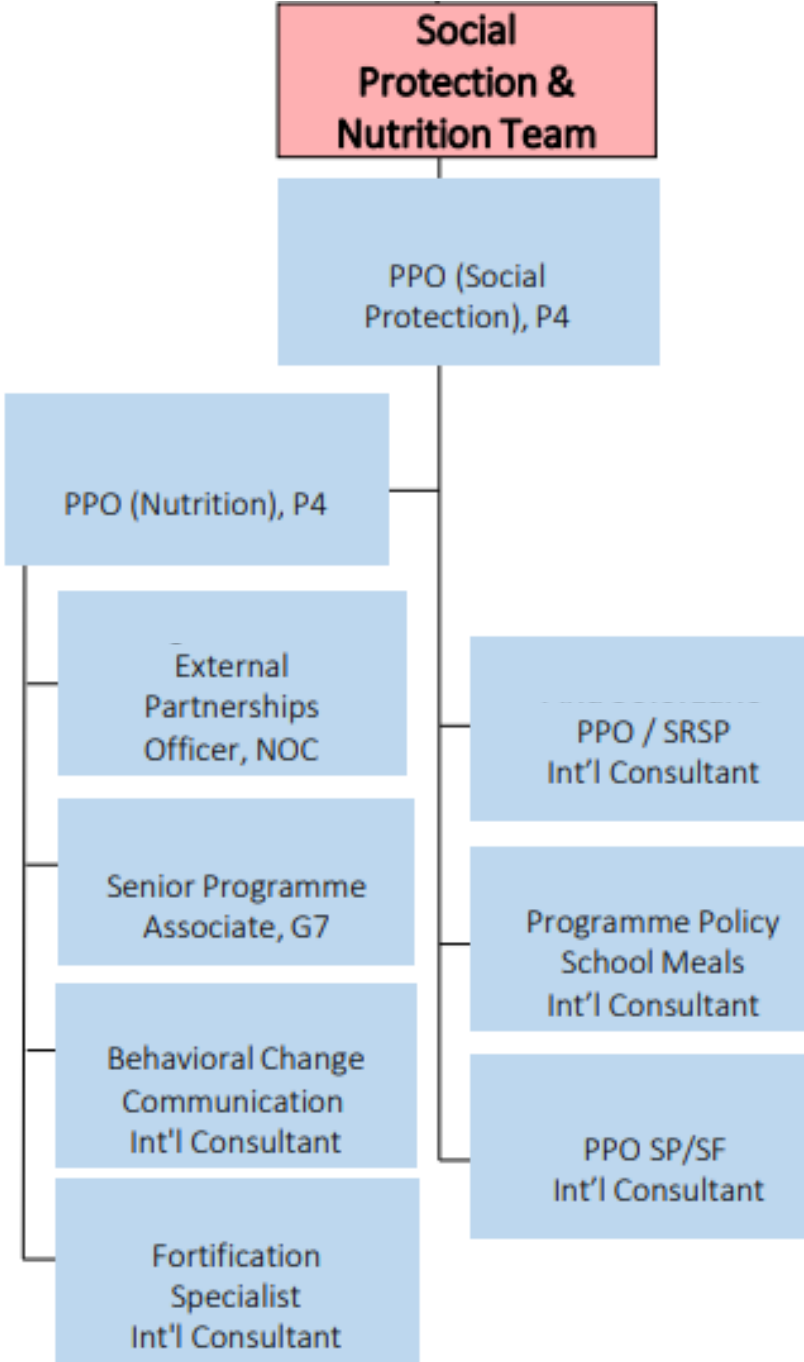 Social
Protection &
Nutrition Team
PPO (Social
Protection), P4
PPO (Nutrition), P4
External
Partnerships
Officer, NOC
Senior Programme
Associate, G7
Behavioral Change
Communication
Int'l Consultant
Fortification
Specialist
Int'l Consultant
PPO / SRSP
Int’l Consultant
Programme Policy
School Meals
Int’l Consultant
PPO SP/SF
Int’l Consultant